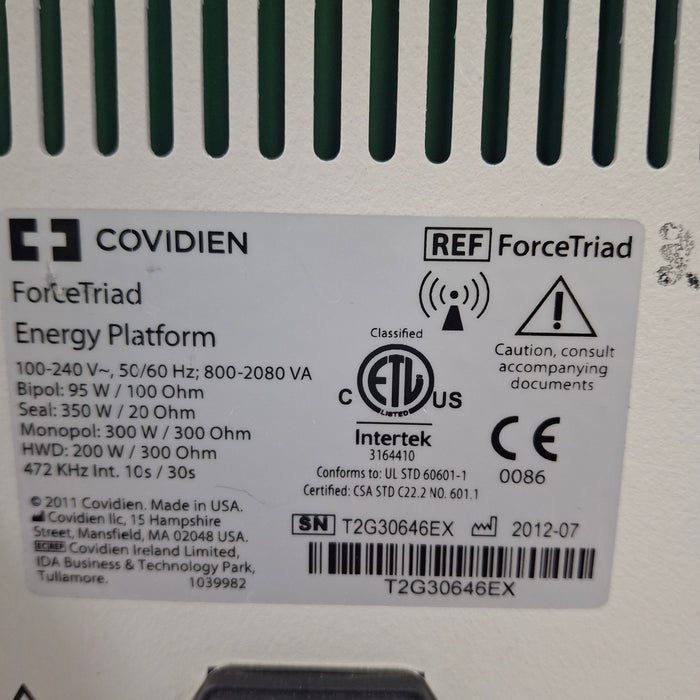 COVIDIEN
REF ForceTriad
ForceTriad
Energy Platform
100-240 V~, 50/60 Hz; 800-2080 VA
Bipol: 95 W / 100 Ohm
Seal: 350 W / 20 Ohm
Monopol: 300 W / 300 Ohm
HWD: 200 W / 300 Ohm
472 KHz Int. 10s / 30s
© 2011 Covidien. Made in USA.
Covidien llc, 15 Hampshire
Street, Mansfield, MA 02048 USA.
EC REP Covidien Ireland Limited,
IDA Business & Technology Park,
Tullamore.
1039982
Classified
C ETL US
LISTED
Intertek
3164410
Conforms to: UL STD 60601-1
Certified: CSA STD C22.2 NO. 601.1
Caution, consult
accompanying
documents
CE
0086
SN T2G30646EX 2012-07
T2G30646EX